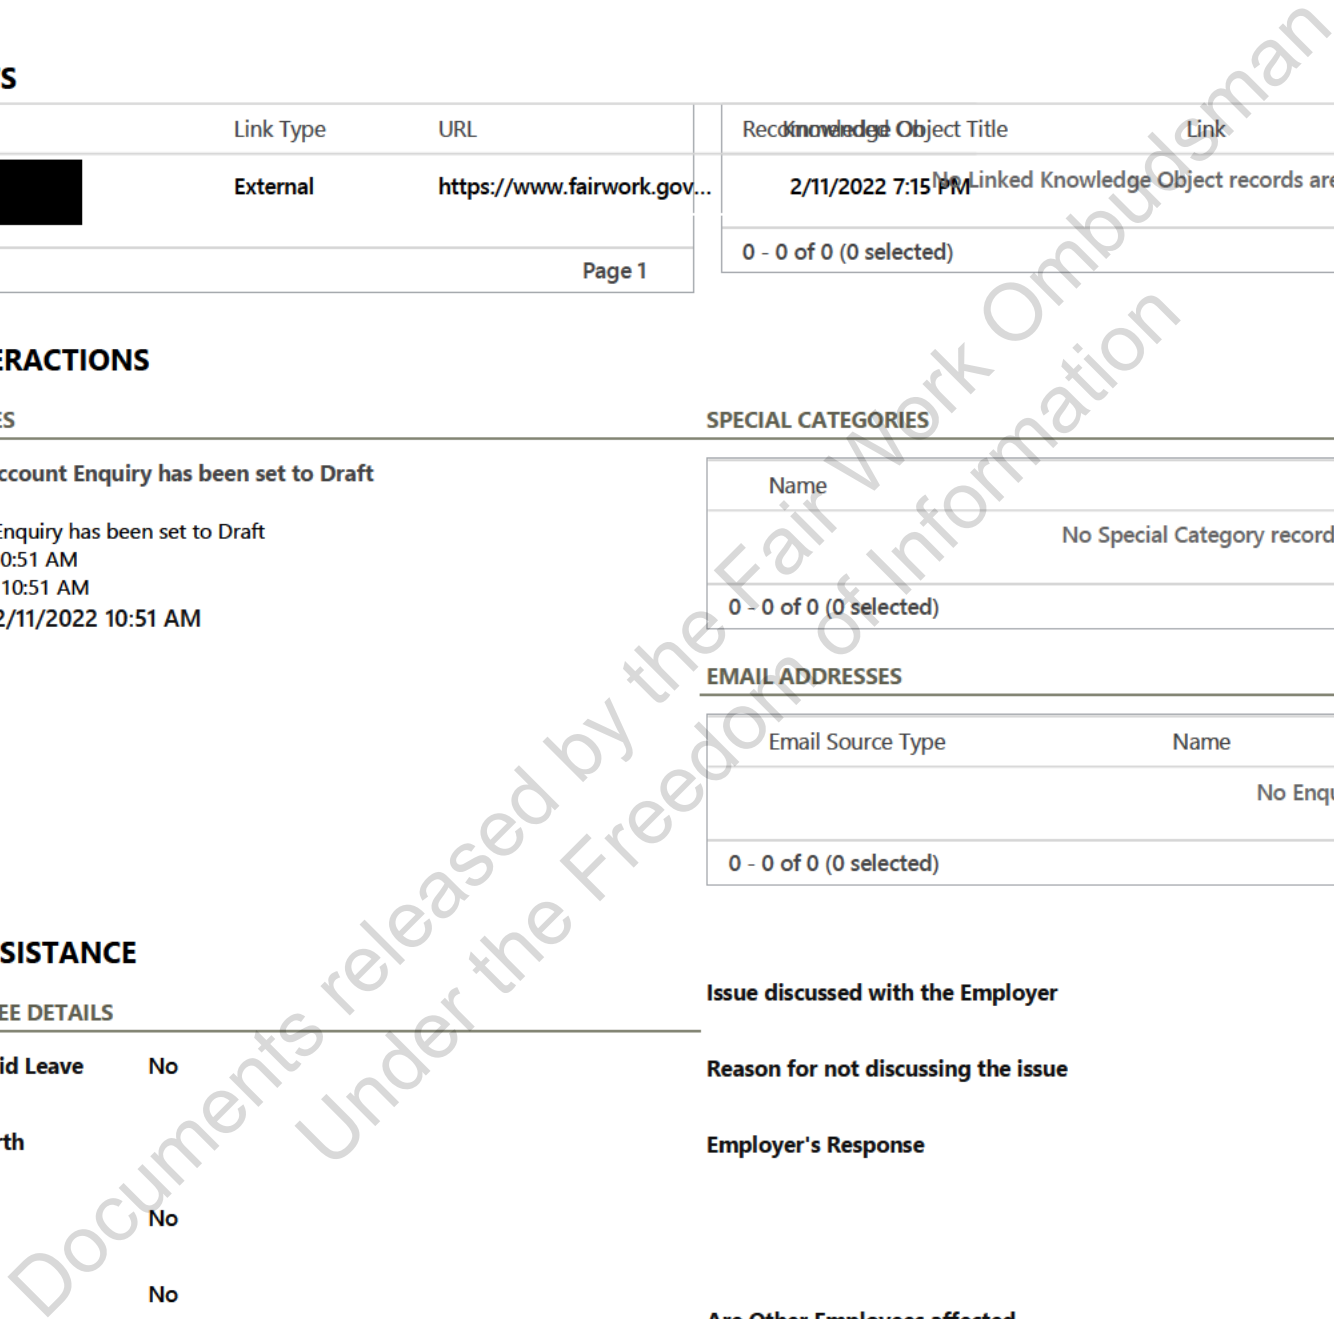 TS
Link Type URL
External https://www.fairwork.gov...
Page 1
Recommended On
Knowledge Object Title Link
2/11/2022 7:15 PM
No Linked Knowledge Object records are
0 - 0 of 0 (0 selected)
ERACTIONS
ES
ccount Enquiry has been set to Draft
Enquiry has been set to Draft
0:51 AM
10:51 AM
2/11/2022 10:51 AM
SPECIAL CATEGORIES
Name
No Special Category record
0 - 0 of 0 (0 selected)
EMAIL ADDRESSES
Email Source Type Name
No Enqu
0 - 0 of 0 (0 selected)
SISTANCE
EE DETAILS
id Leave No
rth
No
No
Issue discussed with the Employer
Reason for not discussing the issue
Employer's Response
Are Other Employees affected
Documents released by the Fair Work Ombudsman
Under the Freedom of Information